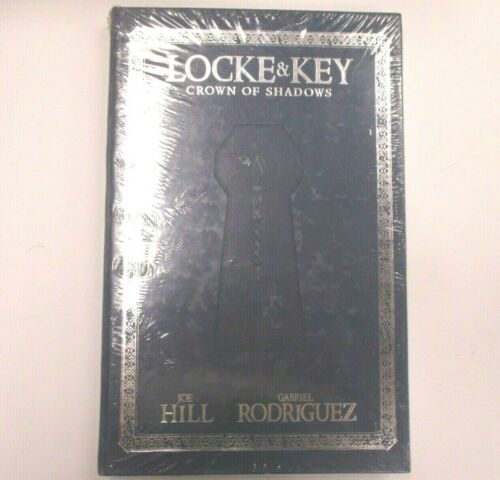 LOCKE & KEY
CROWN OF SHADOWS
JOE
HILL
GABRIEL
RODRIGUEZ